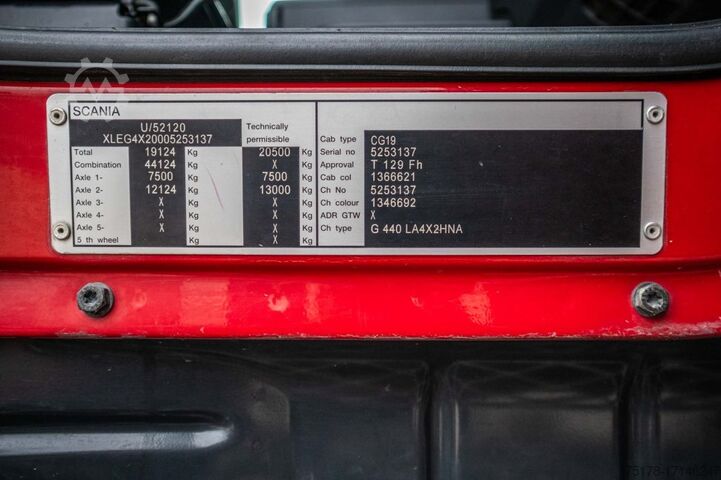 SCANIA
U/52120
XLEG4X20005253137
Technically permissible
Total 19124 Kg 20500 Kg
Combination 44124 Kg X Kg
Axle 1- 7500 Kg 7500 Kg
Axle 2- 12124 Kg 13000 Kg
Axle 3- X Kg X Kg
Axle 4- X Kg X Kg
Axle 5- X Kg X Kg
5 th wheel Kg X Kg
Cab type CG19
Serial no 5253137
Approval T 129 Fh
Cab col 1366621
Ch No 5253137
Ch colour 1346692
ADR GTW X
Ch type G 440 LA4X2HNA